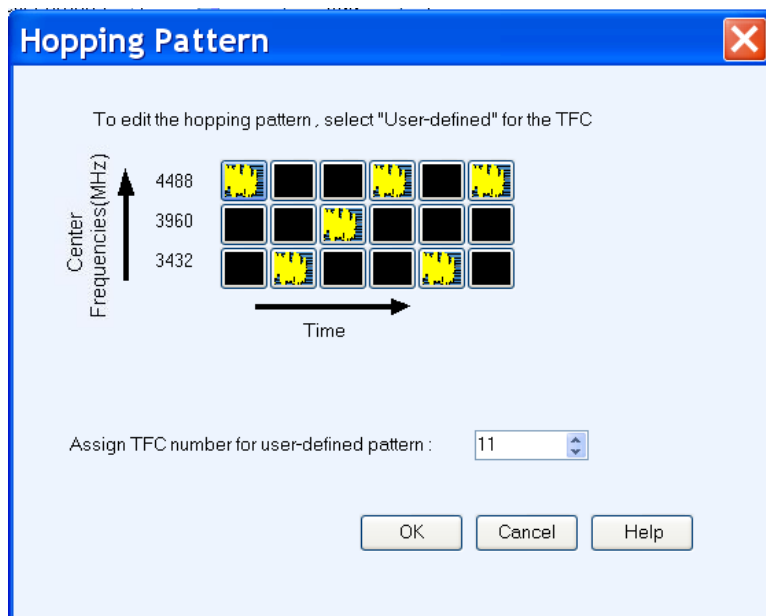 Hopping Pattern
To edit the hopping pattern , select "User-defined" for the TFC
Center
Frequencies(MHz)
4488
3960
3432
Time
Assign TFC number for user-defined pattern : 11
OK Cancel Help